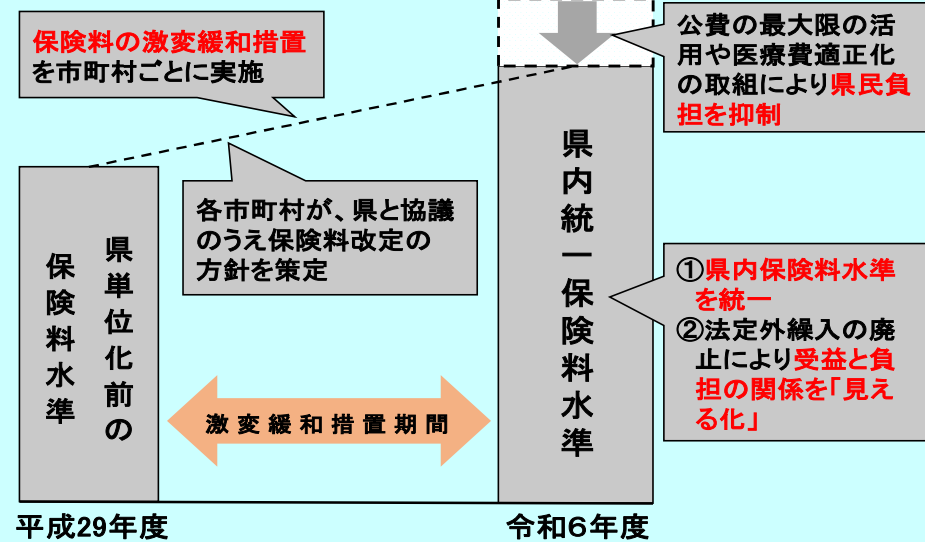 保険料の激変緩和措置
を市町村ごとに実施
公費の最大限の活
用や医療費適正化
の取組により県民負
担を抑制
各市町村が、県と協議
のうえ保険料改定の
方針を策定
県単位化前の
保険料水準
県内統一保険料水準
①県内保険料水準
を統一
②法定外繰入の廃
止により受益と負
担の関係を「見え
る化」
激変緩和措置期間
平成29年度
令和6年度